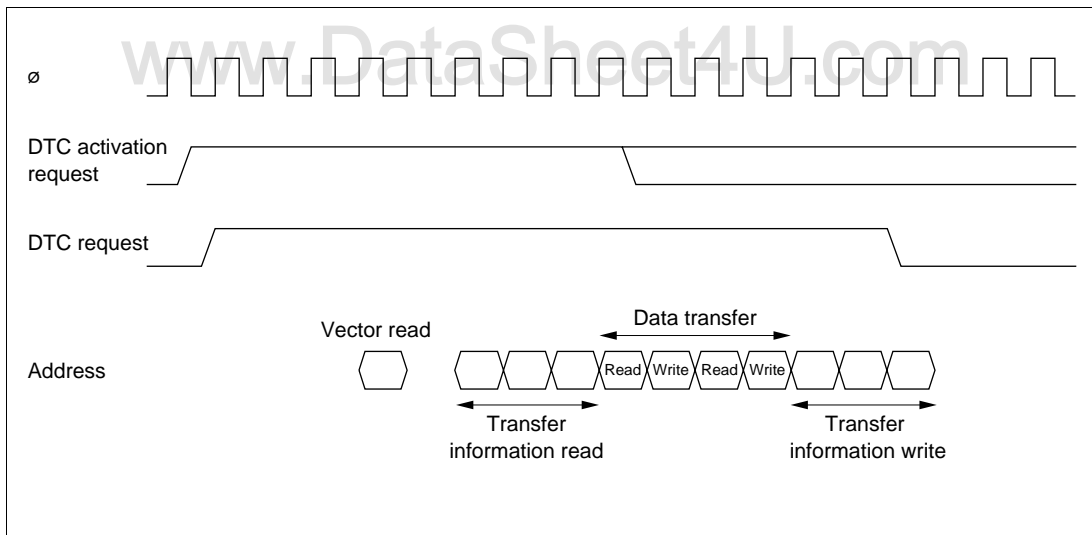 www.DataSheet4U.com
ø
DTC activation
request
DTC request
Data transfer
Vector read
Address
Read Write Read Write
Transfer
information read
Transfer
information write